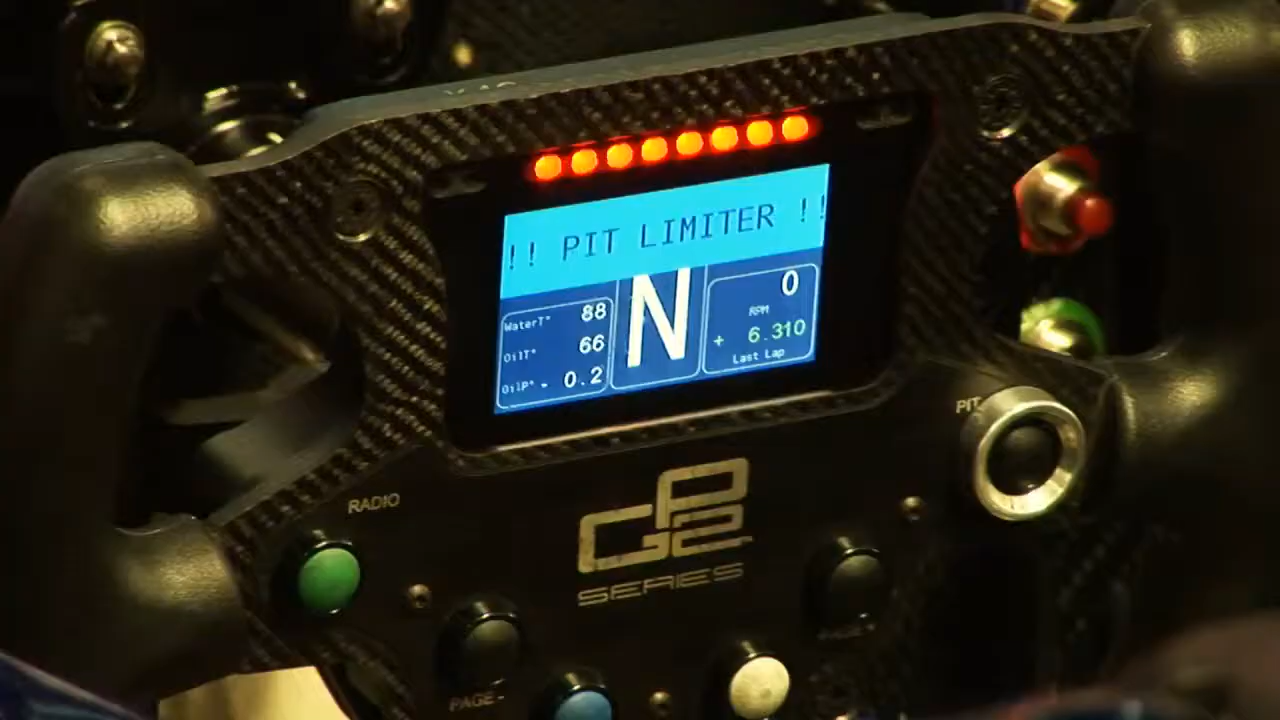 !! PIT LIMITER !!
WaterT° 88
OilT° 66
OilP° - 0.2
N
0
RPM
+ 6.310
Last Lap
PIT
RADIO
GP2
SERIES
PAGE-